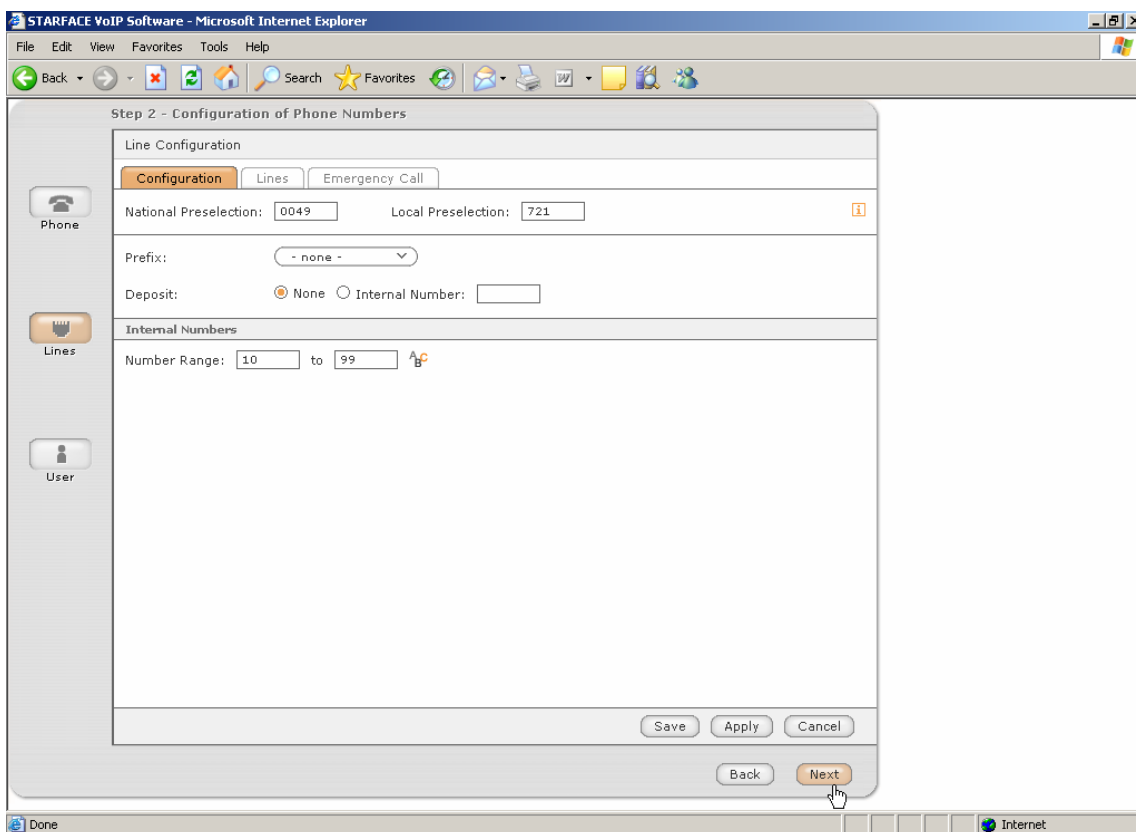 STARFACE VoIP Software - Microsoft Internet Explorer
File Edit View Favorites Tools Help
Back Search Favorites
Step 2 - Configuration of Phone Numbers
Line Configuration
Configuration Lines Emergency Call
National Preselection: 0049 Local Preselection: 721
Phone
Prefix: - none -
Deposit: None Internal Number:
Internal Numbers
Lines
Number Range: 10 to 99 ABC
User
Save Apply Cancel
Back Next
Done Internet